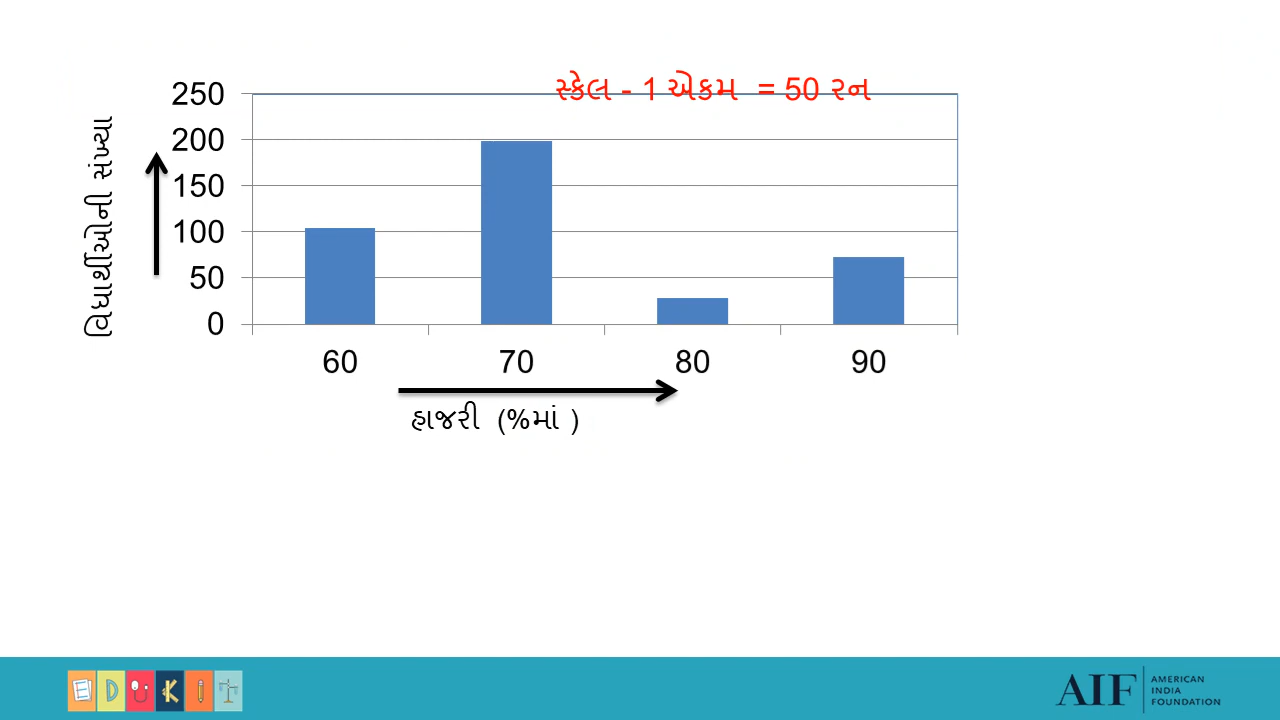 સ્કેલ - 1 એકમ = 50 રન
250
200
150
100
50
0
વિધાર્થીઓની સંખ્યા
60 70 80 90
હાજરી (%માં )
EDUKIT
AIF
AMERICAN
INDIA
FOUNDATION